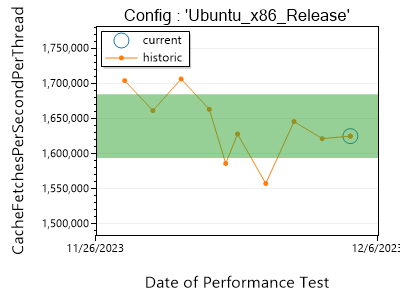 Config : 'Ubuntu_x86_Release'
current
historic
CacheFetchesPerSecondPerThread
1,750,000
1,700,000
1,650,000
1,600,000
1,550,000
1,500,000
11/26/2023
12/6/2023
Date of Performance Test